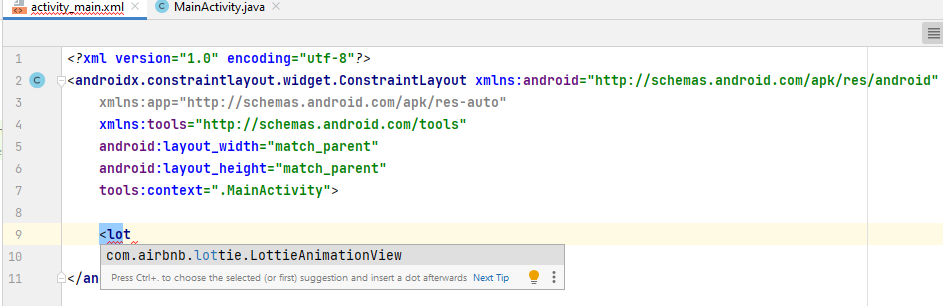 activity_main.xml MainActivity.java
1 <?xml version="1.0" encoding="utf-8"?>
2 <androidx.constraintlayout.widget.ConstraintLayout xmlns:android="http://schemas.android.com/apk/res/android"
3 xmlns:app="http://schemas.android.com/apk/res-auto"
4 xmlns:tools="http://schemas.android.com/tools"
5 android:layout_width="match_parent"
6 android:layout_height="match_parent"
7 tools:context=".MainActivity">
8
9 <lot
com.airbnb.lottie.LottieAnimationView
10
Press Ctrl+. to choose the selected (or first) suggestion and insert a dot afterwards Next Tip
11 </an